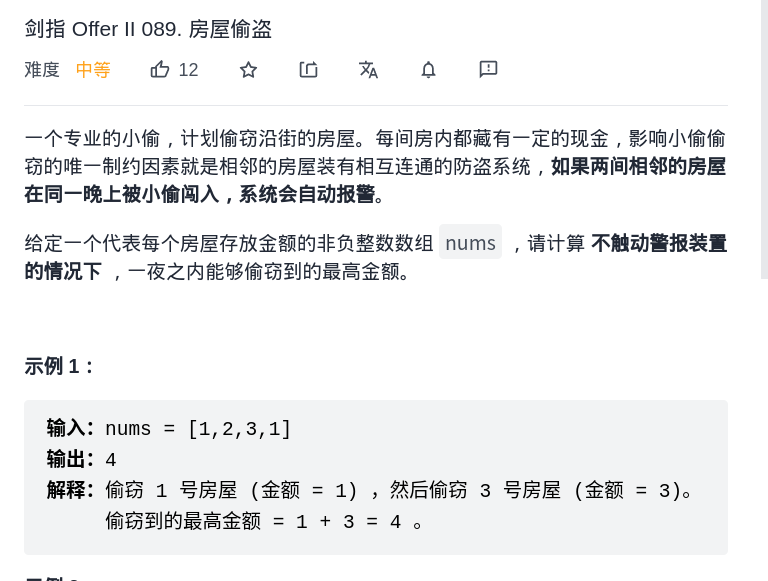 剑指 Offer II 089. 房屋偷盗
难度 中等 12
一个专业的小偷，计划偷窃沿街的房屋。每间房内都藏有一定的现金，影响小偷偷
窃的唯一制约因素就是相邻的房屋装有相互连通的防盗系统，如果两间相邻的房屋
在同一晚上被小偷闯入，系统会自动报警。
给定一个代表每个房屋存放金额的非负整数数组 nums ，请计算 不触动警报装置
的情况下 ，一夜之内能够偷窃到的最高金额。
示例 1：
输入：nums = [1,2,3,1]
输出：4
解释：偷窃 1 号房屋 (金额 = 1) ，然后偷窃 3 号房屋 (金额 = 3)。
偷窃到的最高金额 = 1 + 3 = 4 。